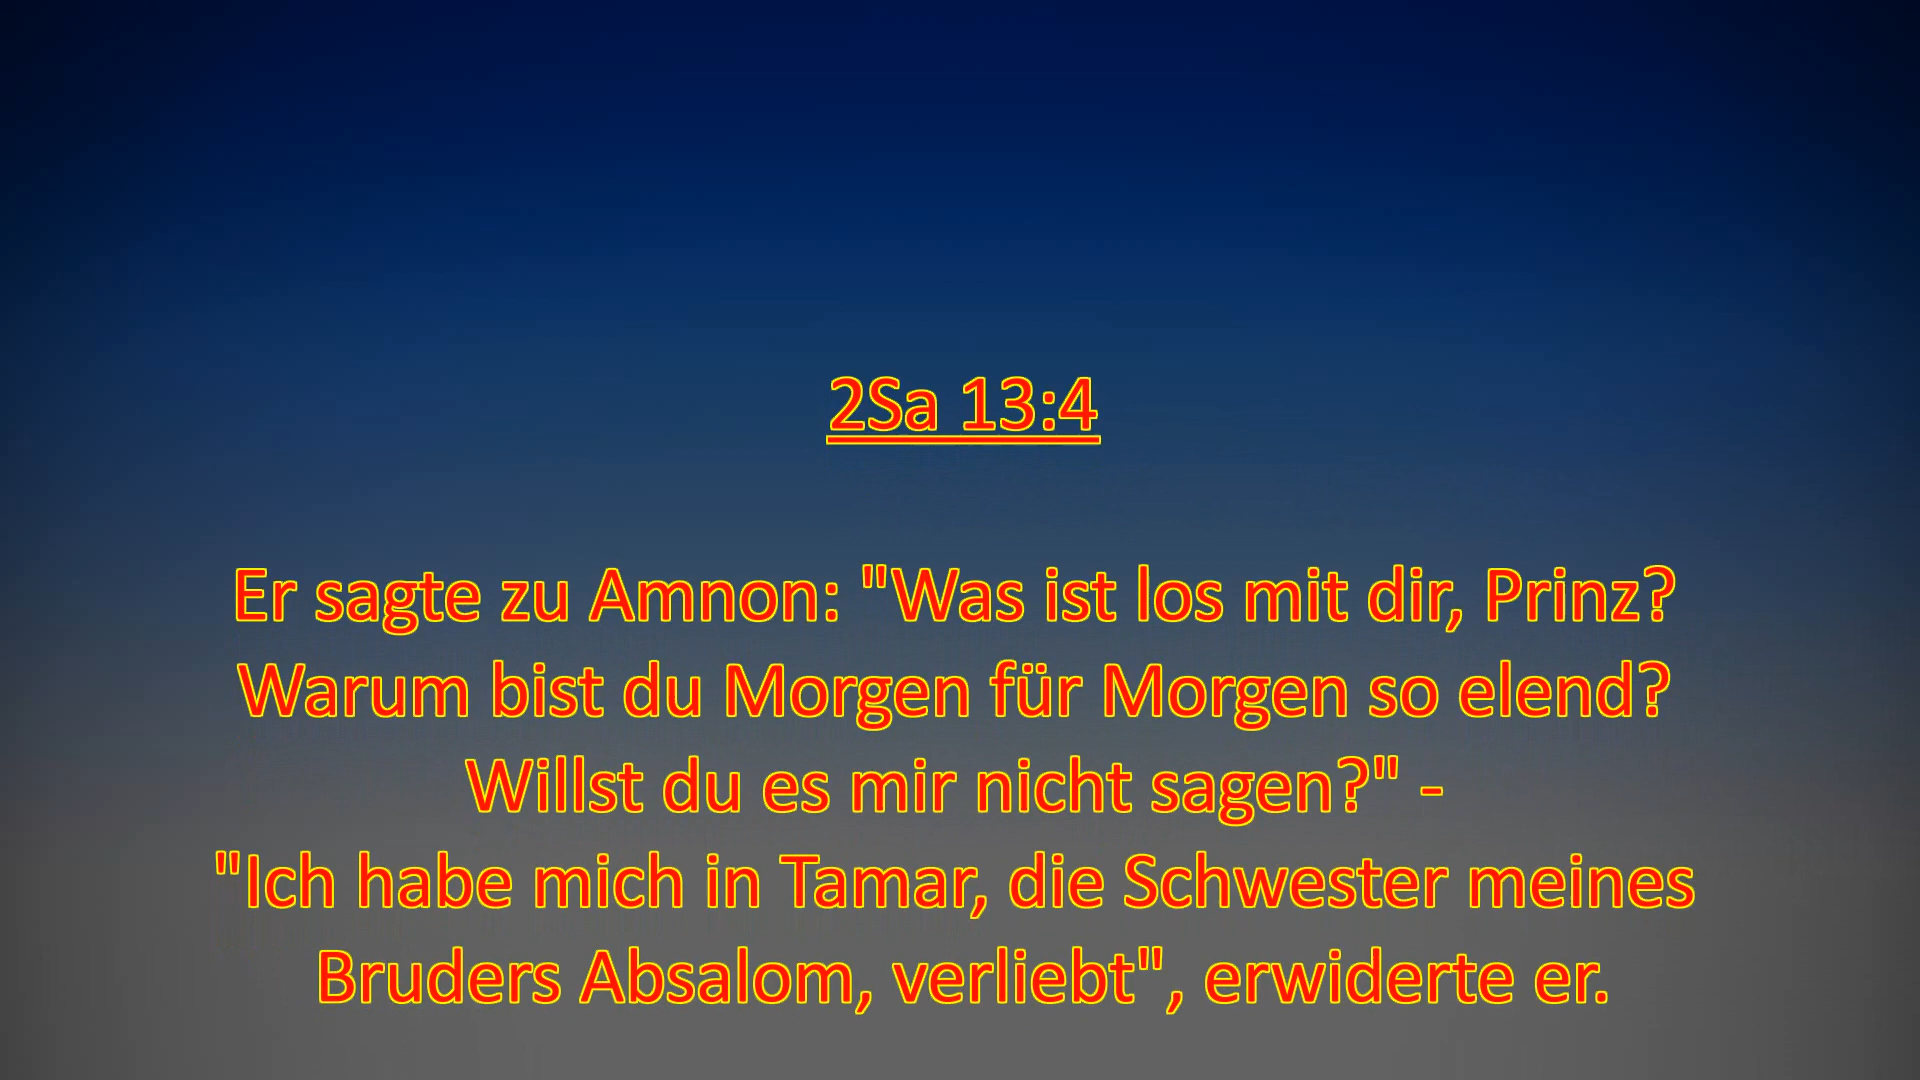 2Sa 13:4
Er sagte zu Amnon: "Was ist los mit dir, Prinz?
Warum bist du Morgen für Morgen so elend?
Willst du es mir nicht sagen?" -
"Ich habe mich in Tamar, die Schwester meines
Bruders Absalom, verliebt", erwiderte er.